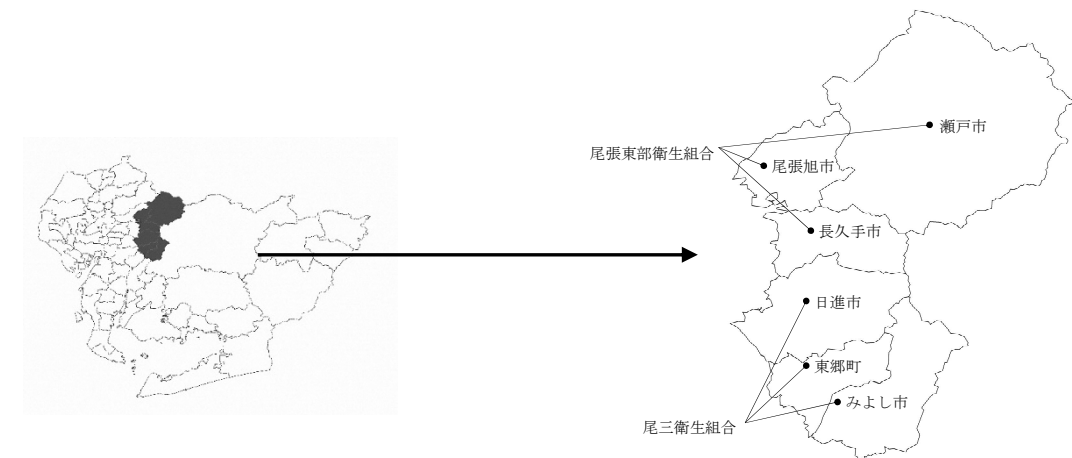 瀬戸市
尾張東部衛生組合
尾張旭市
長久手市
日進市
東郷町
みよし市
尾三衛生組合